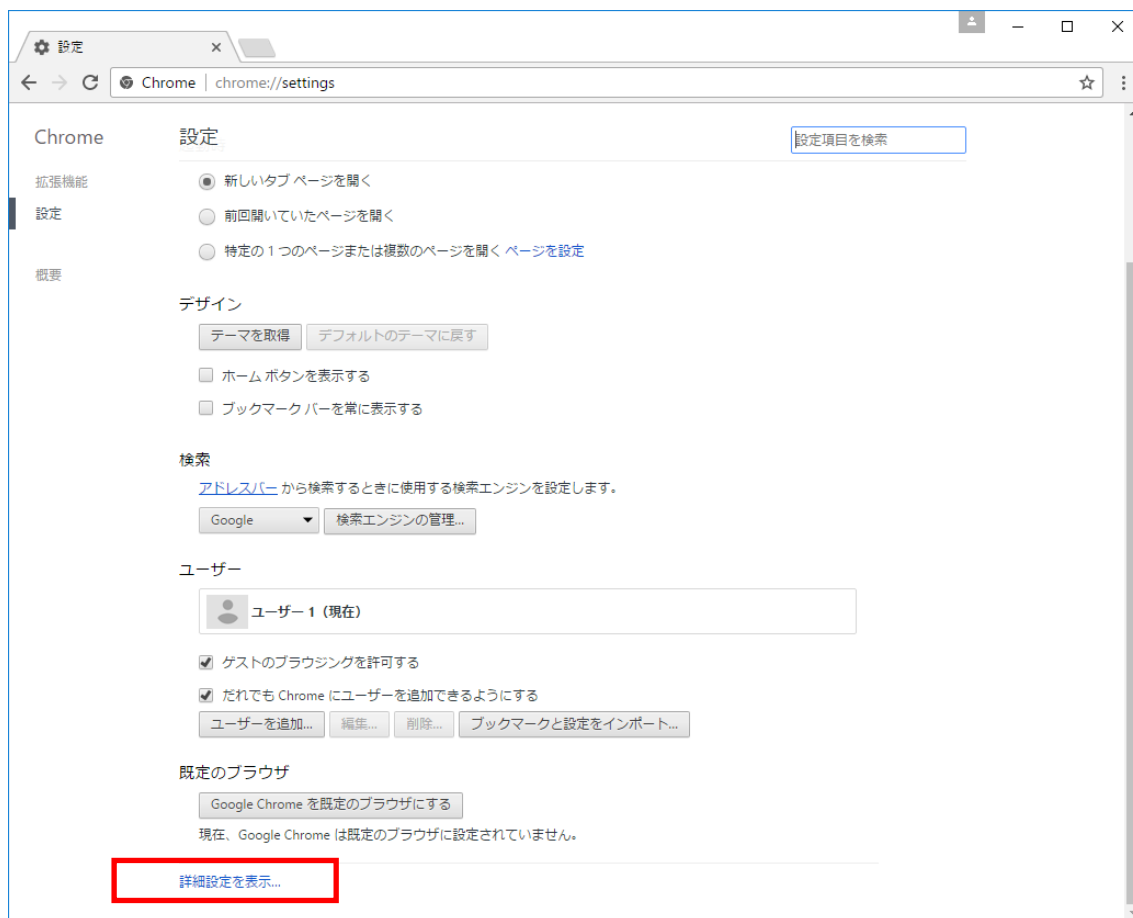 設定
Chrome chrome://settings
Chrome
設定
設定項目を検索
拡張機能
設定
概要
新しいタブ ページを開く
前回開いていたページを開く
特定の 1 つのページまたは複数のページを開く ページを設定
デザイン
テーマを取得 デフォルトのテーマに戻す
ホーム ボタンを表示する
ブックマーク バーを常に表示する
検索
アドレスバー から検索するときに使用する検索エンジンを設定します。
Google 検索エンジンの管理...
ユーザー
ユーザー 1（現在）
ゲストのブラウジングを許可する
だれでも Chrome にユーザーを追加できるようにする
ユーザーを追加... 編集... 削除... ブックマークと設定をインポート...
既定のブラウザ
Google Chrome を既定のブラウザにする
現在、Google Chrome は既定のブラウザに設定されていません。
詳細設定を表示...